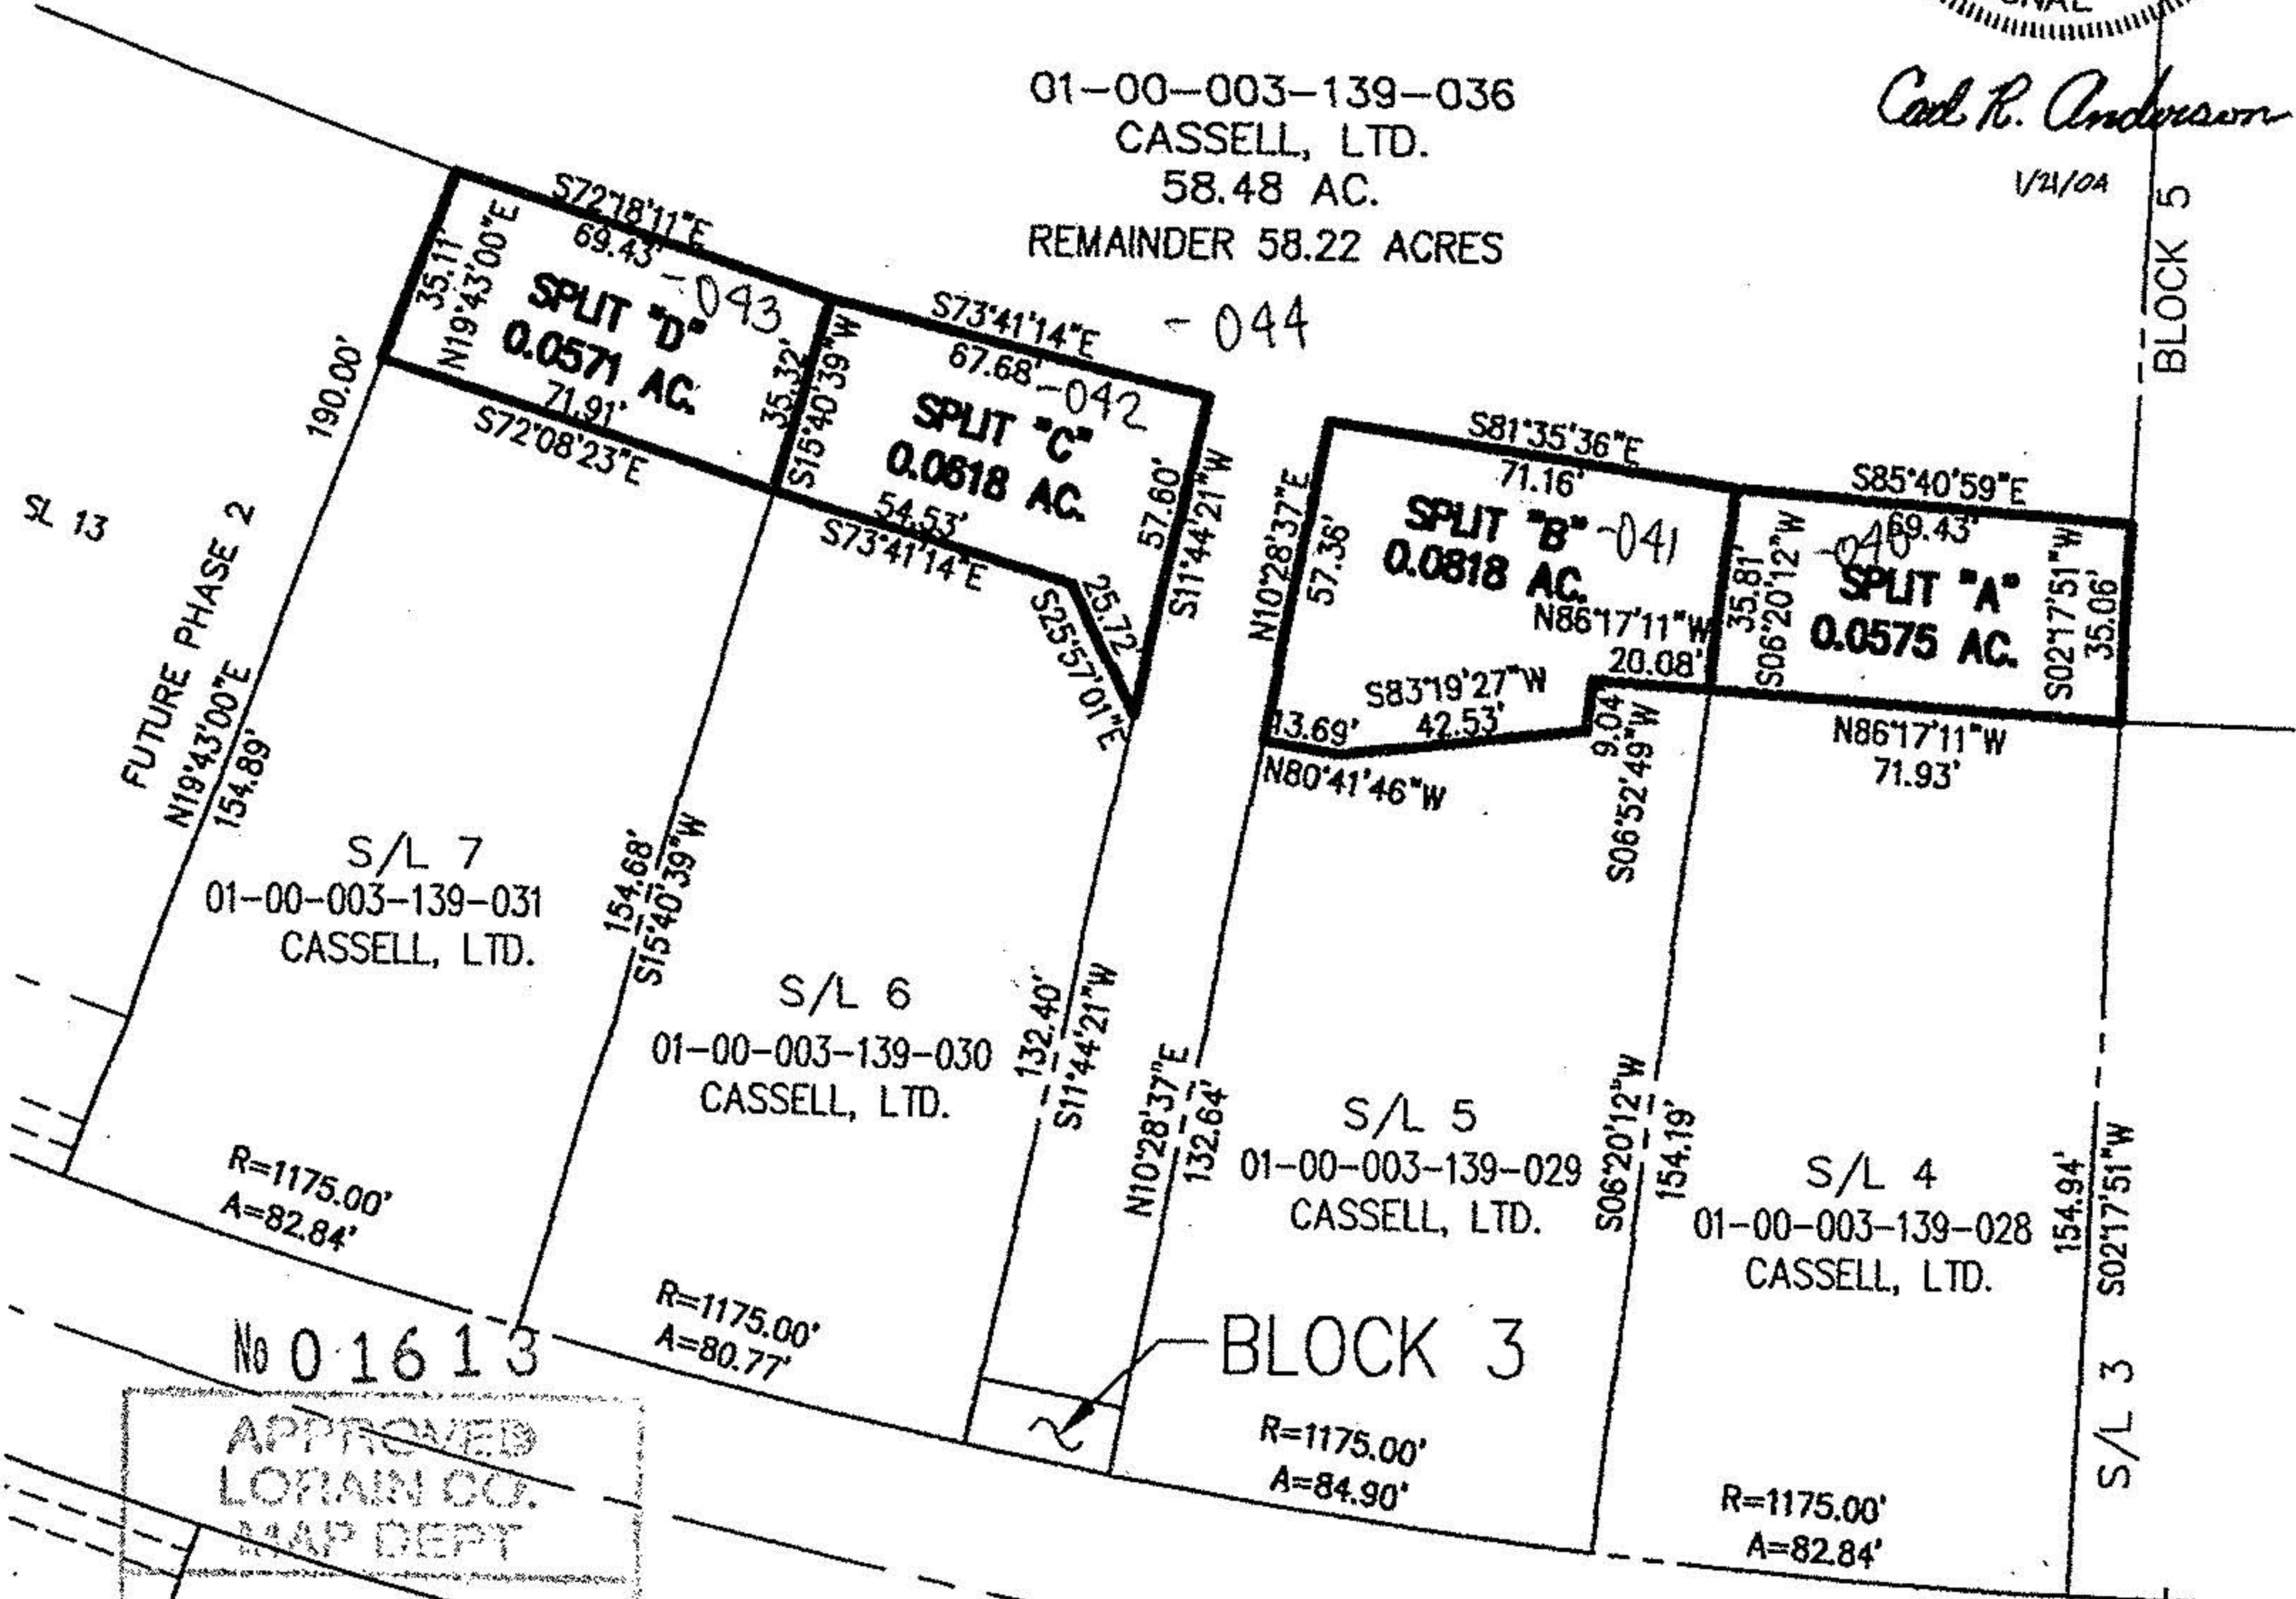 ONAL
01-00-003-139-036
CASSELL, LTD.
58.48 AC.
REMAINDER 58.22 ACRES
-044
Carl R. Anderson
1/21/04
BLOCK 5
S72°18'11"E
69.43'
-043
35.11'
N19°43'00"E
SPLIT "D"
0.0571 AC.
71.91'
S72°08'23"E
35.32'
S15°40'39"W
S73°41'14"E
67.68'
-042
SPLIT "C"
0.0618 AC.
54.53'
S73°41'14"E
57.60'
S11°44'21"W
25.72'
S25°57'01"E
S81°35'36"E
71.16'
N10°28'37"E
57.36'
SPLIT "B"
-041
0.0818 AC.
N86°17'11"W
20.08'
S83°19'27"W
42.53'
13.69'
N80°41'46"W
9.04'
S06°52'49"W
S85°40'59"E
69.43'
-040
35.81'
S06°20'12"W
SPLIT "A"
0.0575 AC.
S02°17'51"W
35.06'
N86°17'11"W
71.93'
190.00'
SL 13
FUTURE PHASE 2
N19°43'00"E
154.89'
S/L 7
01-00-003-139-031
CASSELL, LTD.
154.68'
S15°40'39"W
S/L 6
01-00-003-139-030
CASSELL, LTD.
132.40'
S11°44'21"W
N10°28'37"E
132.64'
S/L 5
01-00-003-139-029
CASSELL, LTD.
S06°20'12"W
154.19'
S/L 4
01-00-003-139-028
CASSELL, LTD.
154.94'
S02°17'51"W
S/L 3
R=1175.00'
A=82.84'
R=1175.00'
A=80.77'
BLOCK 3
R=1175.00'
A=84.90'
R=1175.00'
A=82.84'
No 01613
APPROVED
LORAIN CO.
MAP DEPT